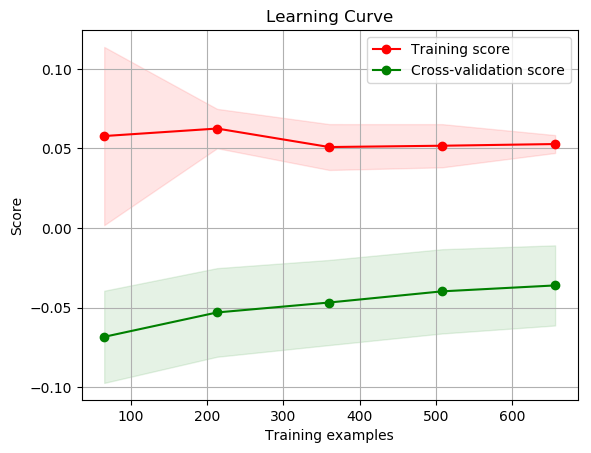 Learning Curve
Training score
Cross-validation score
0.10
0.05
0.00
−0.05
−0.10
Score
100 200 300 400 500 600
Training examples